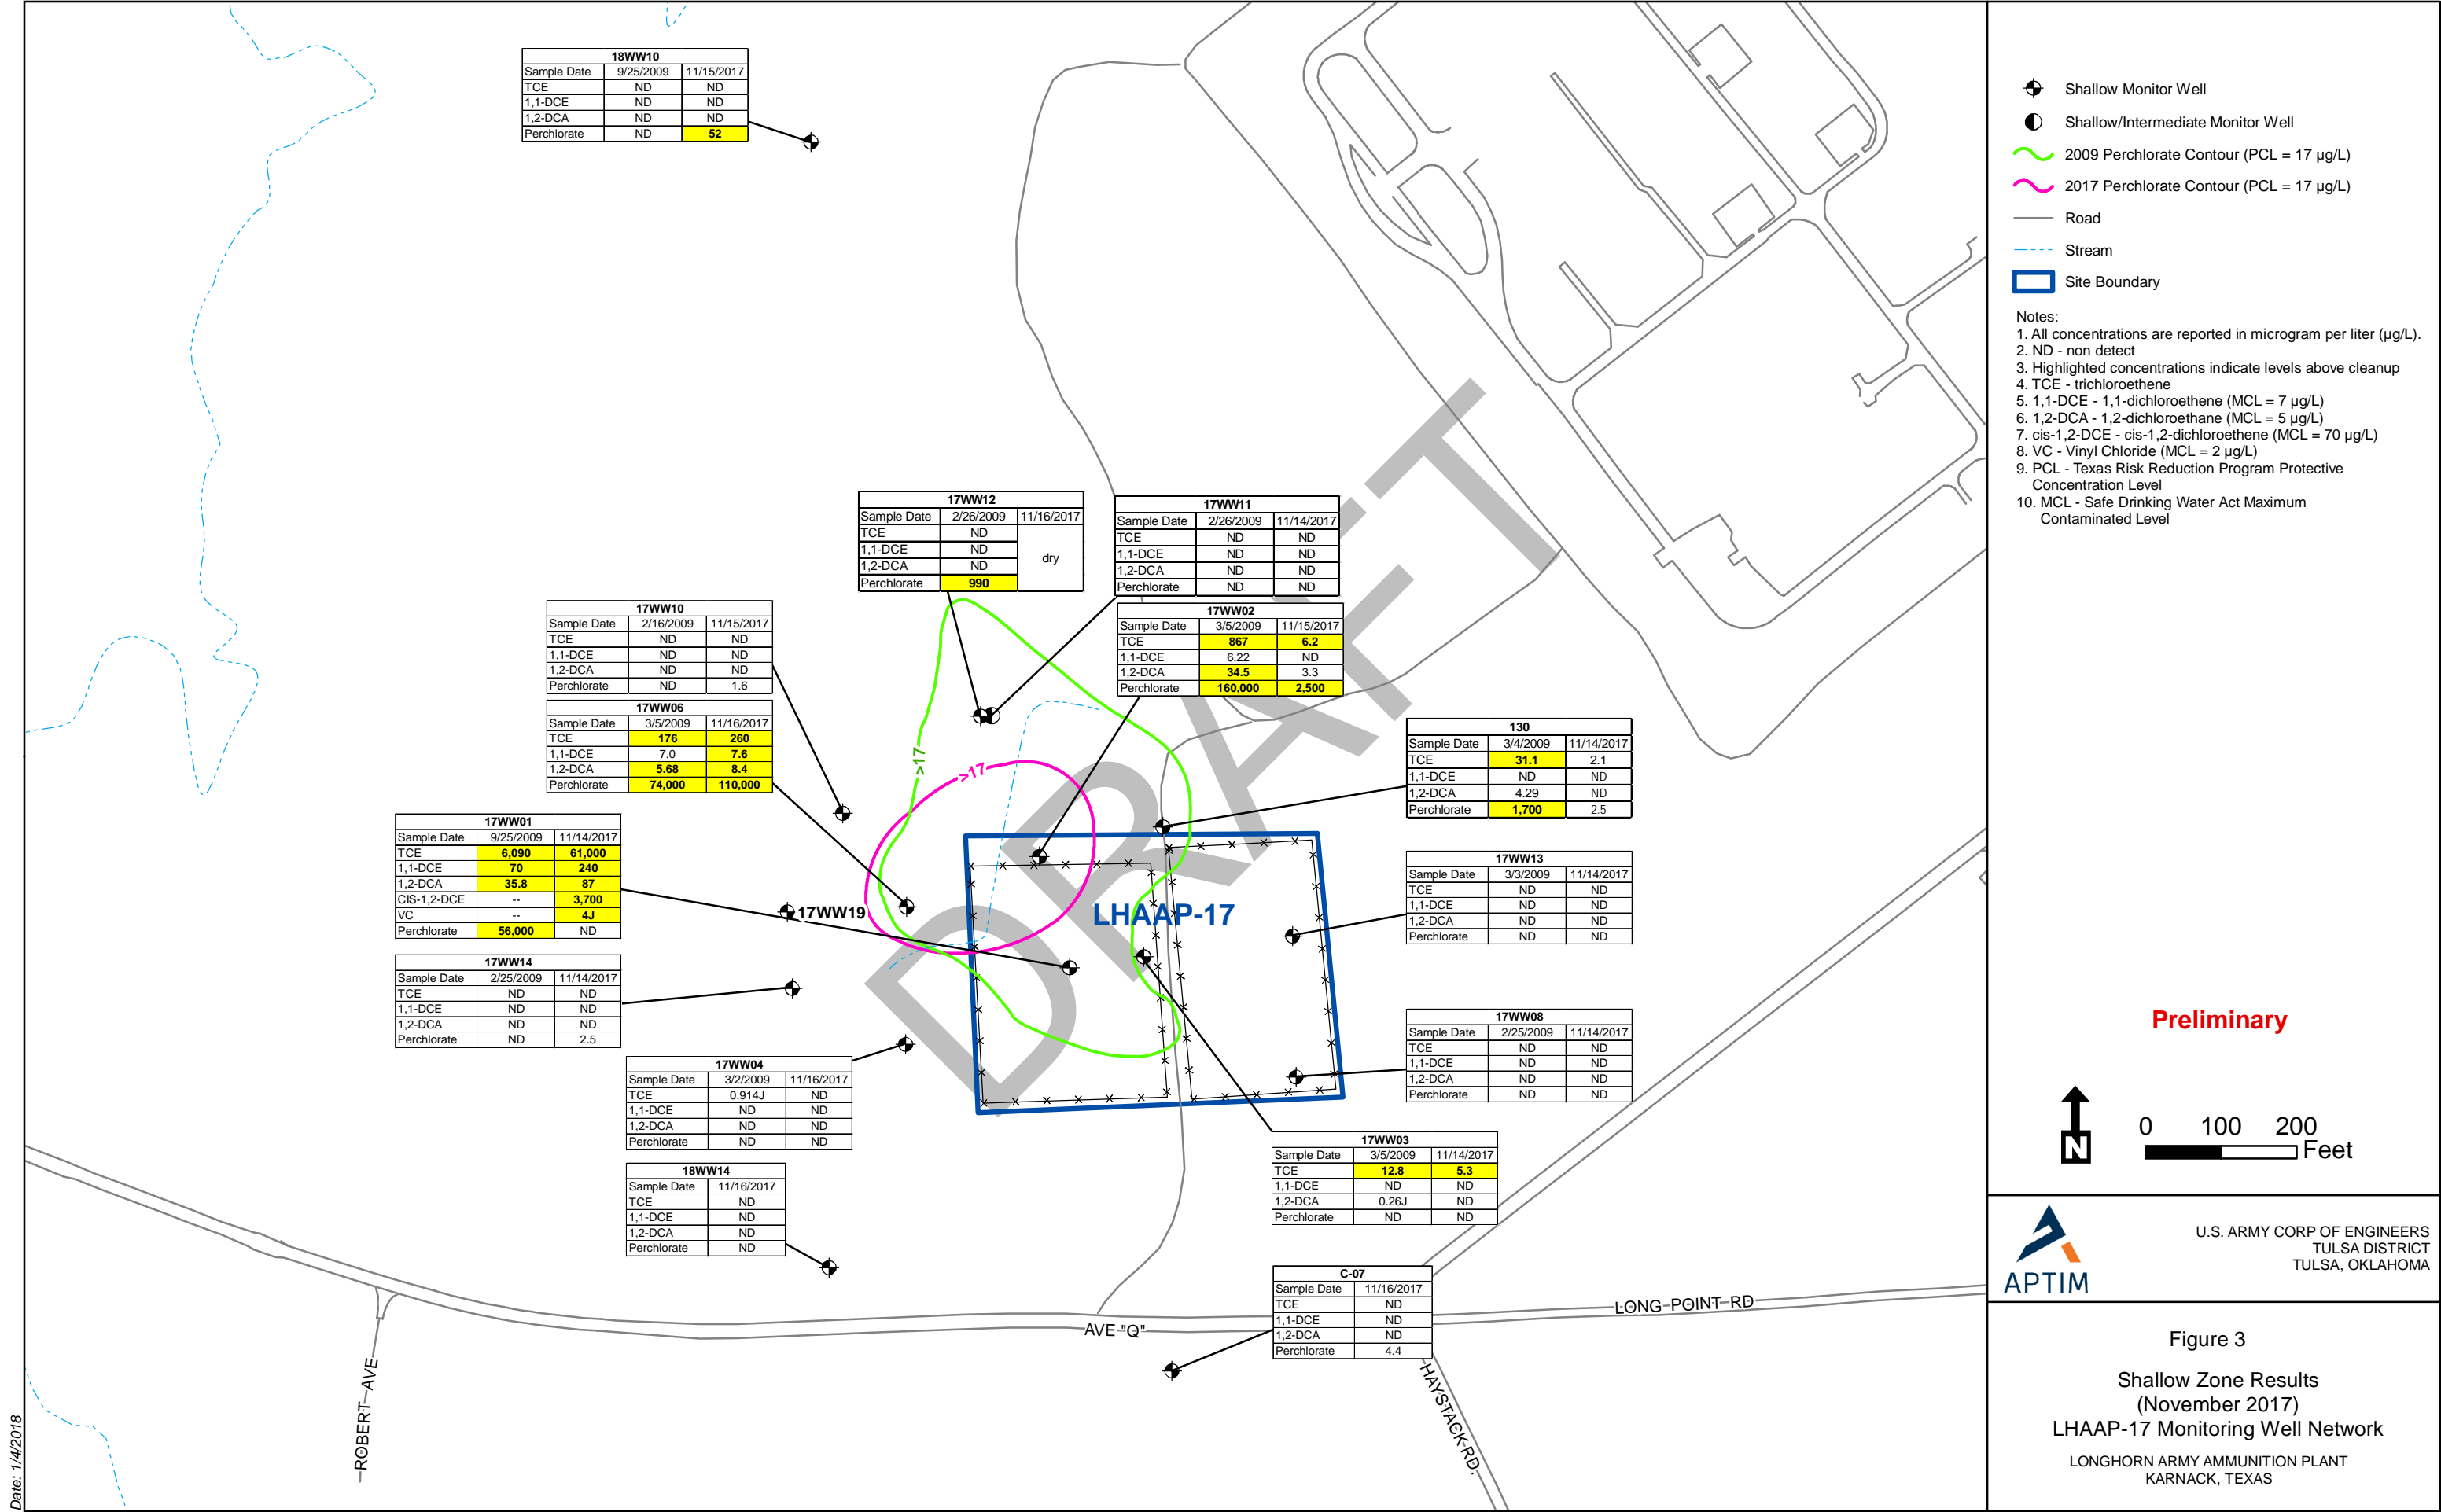 18WW10
Sample Date 9/25/2009 11/15/2017
TCE ND ND
1,1-DCE ND ND
1,2-DCA ND ND
Perchlorate ND 52
17WW12
Sample Date 2/26/2009 11/16/2017
TCE ND
1,1-DCE ND
dry
1,2-DCA ND
Perchlorate 990
17WW11
Sample Date 2/26/2009 11/14/2017
TCE ND ND
1,1-DCE ND ND
1,2-DCA ND ND
Perchlorate ND ND
17WW10
Sample Date 2/16/2009 11/15/2017
TCE ND ND
1,1-DCE ND ND
1,2-DCA ND ND
Perchlorate ND 1.6
17WW02
Sample Date 3/5/2009 11/15/2017
TCE 867 6.2
1,1-DCE 6.22 ND
1,2-DCA 34.5 3.3
Perchlorate 160,000 2,500
17WW06
Sample Date 3/5/2009 11/16/2017
TCE 176 260
1,1-DCE 7.0 7.6
1,2-DCA 5.68 8.4
Perchlorate 74,000 110,000
130
Sample Date 3/4/2009 11/14/2017
TCE 31.1 2.1
1,1-DCE ND ND
1,2-DCA 4.29 ND
Perchlorate 1,700 2.5
>17
>17
17WW01
Sample Date 9/25/2009 11/14/2017
TCE 6,090 61,000
1,1-DCE 70 240
1,2-DCA 35.8 87
CIS-1,2-DCE -- 3,700
VC -- 4J
Perchlorate 56,000 ND
17WW19
LHAAP-17
17WW13
Sample Date 3/3/2009 11/14/2017
TCE ND ND
1,1-DCE ND ND
1,2-DCA ND ND
Perchlorate ND ND
17WW14
Sample Date 2/25/2009 11/14/2017
TCE ND ND
1,1-DCE ND ND
1,2-DCA ND ND
Perchlorate ND 2.5
17WW08
Sample Date 2/25/2009 11/14/2017
TCE ND ND
1,1-DCE ND ND
1,2-DCA ND ND
Perchlorate ND ND
17WW04
Sample Date 3/2/2009 11/16/2017
TCE 0.914J ND
1,1-DCE ND ND
1,2-DCA ND ND
Perchlorate ND ND
17WW03
Sample Date 3/5/2009 11/14/2017
TCE 12.8 5.3
1,1-DCE ND ND
1,2-DCA 0.26J ND
Perchlorate ND ND
18WW14
Sample Date 11/16/2017
TCE ND
1,1-DCE ND
1,2-DCA ND
Perchlorate ND
C-07
Sample Date 11/16/2017
TCE ND
1,1-DCE ND
1,2-DCA ND
Perchlorate 4.4
DRAFT
AVE "Q"
LONG POINT RD
ROBERT AVE
HAYSTACK RD.
Date: 1/4/2018
Shallow Monitor Well
Shallow/Intermediate Monitor Well
2009 Perchlorate Contour (PCL = 17 µg/L)
2017 Perchlorate Contour (PCL = 17 µg/L)
Road
Stream
Site Boundary
Notes:
1. All concentrations are reported in microgram per liter (µg/L).
2. ND - non detect
3. Highlighted concentrations indicate levels above cleanup
4. TCE - trichloroethene
5. 1,1-DCE - 1,1-dichloroethene (MCL = 7 µg/L)
6. 1,2-DCA - 1,2-dichloroethane (MCL = 5 µg/L)
7. cis-1,2-DCE - cis-1,2-dichloroethene (MCL = 70 µg/L)
8. VC - Vinyl Chloride (MCL = 2 µg/L)
9. PCL - Texas Risk Reduction Program Protective
Concentration Level
10. MCL - Safe Drinking Water Act Maximum
Contaminated Level
Preliminary
N
0 100 200
Feet
APTIM
U.S. ARMY CORP OF ENGINEERS
TULSA DISTRICT
TULSA, OKLAHOMA
Figure 3
Shallow Zone Results
(November 2017)
LHAAP-17 Monitoring Well Network
LONGHORN ARMY AMMUNITION PLANT
KARNACK, TEXAS